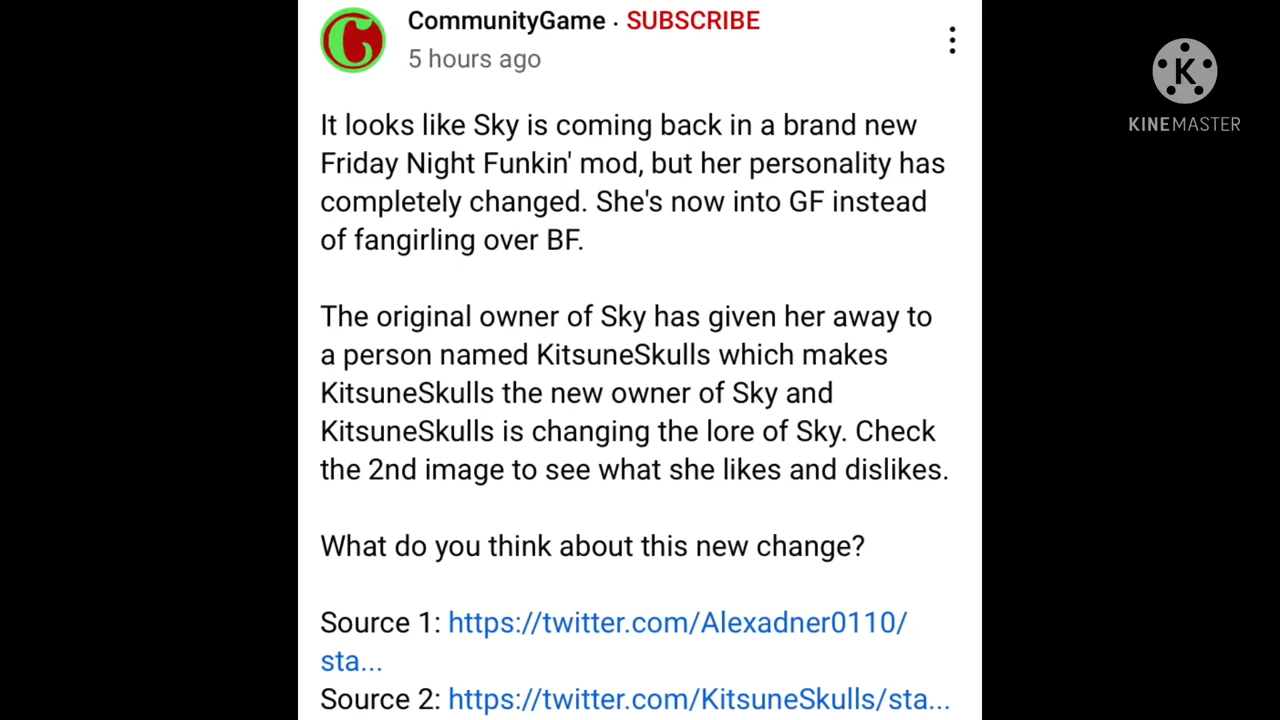 CommunityGame · SUBSCRIBE
5 hours ago
It looks like Sky is coming back in a brand new
Friday Night Funkin' mod, but her personality has
completely changed. She's now into GF instead
of fangirling over BF.
The original owner of Sky has given her away to
a person named KitsuneSkulls which makes
KitsuneSkulls the new owner of Sky and
KitsuneSkulls is changing the lore of Sky. Check
the 2nd image to see what she likes and dislikes.
What do you think about this new change?
Source 1: https://twitter.com/Alexadner0110/
sta...
Source 2: https://twitter.com/KitsuneSkulls/sta...
K
KINEMASTER